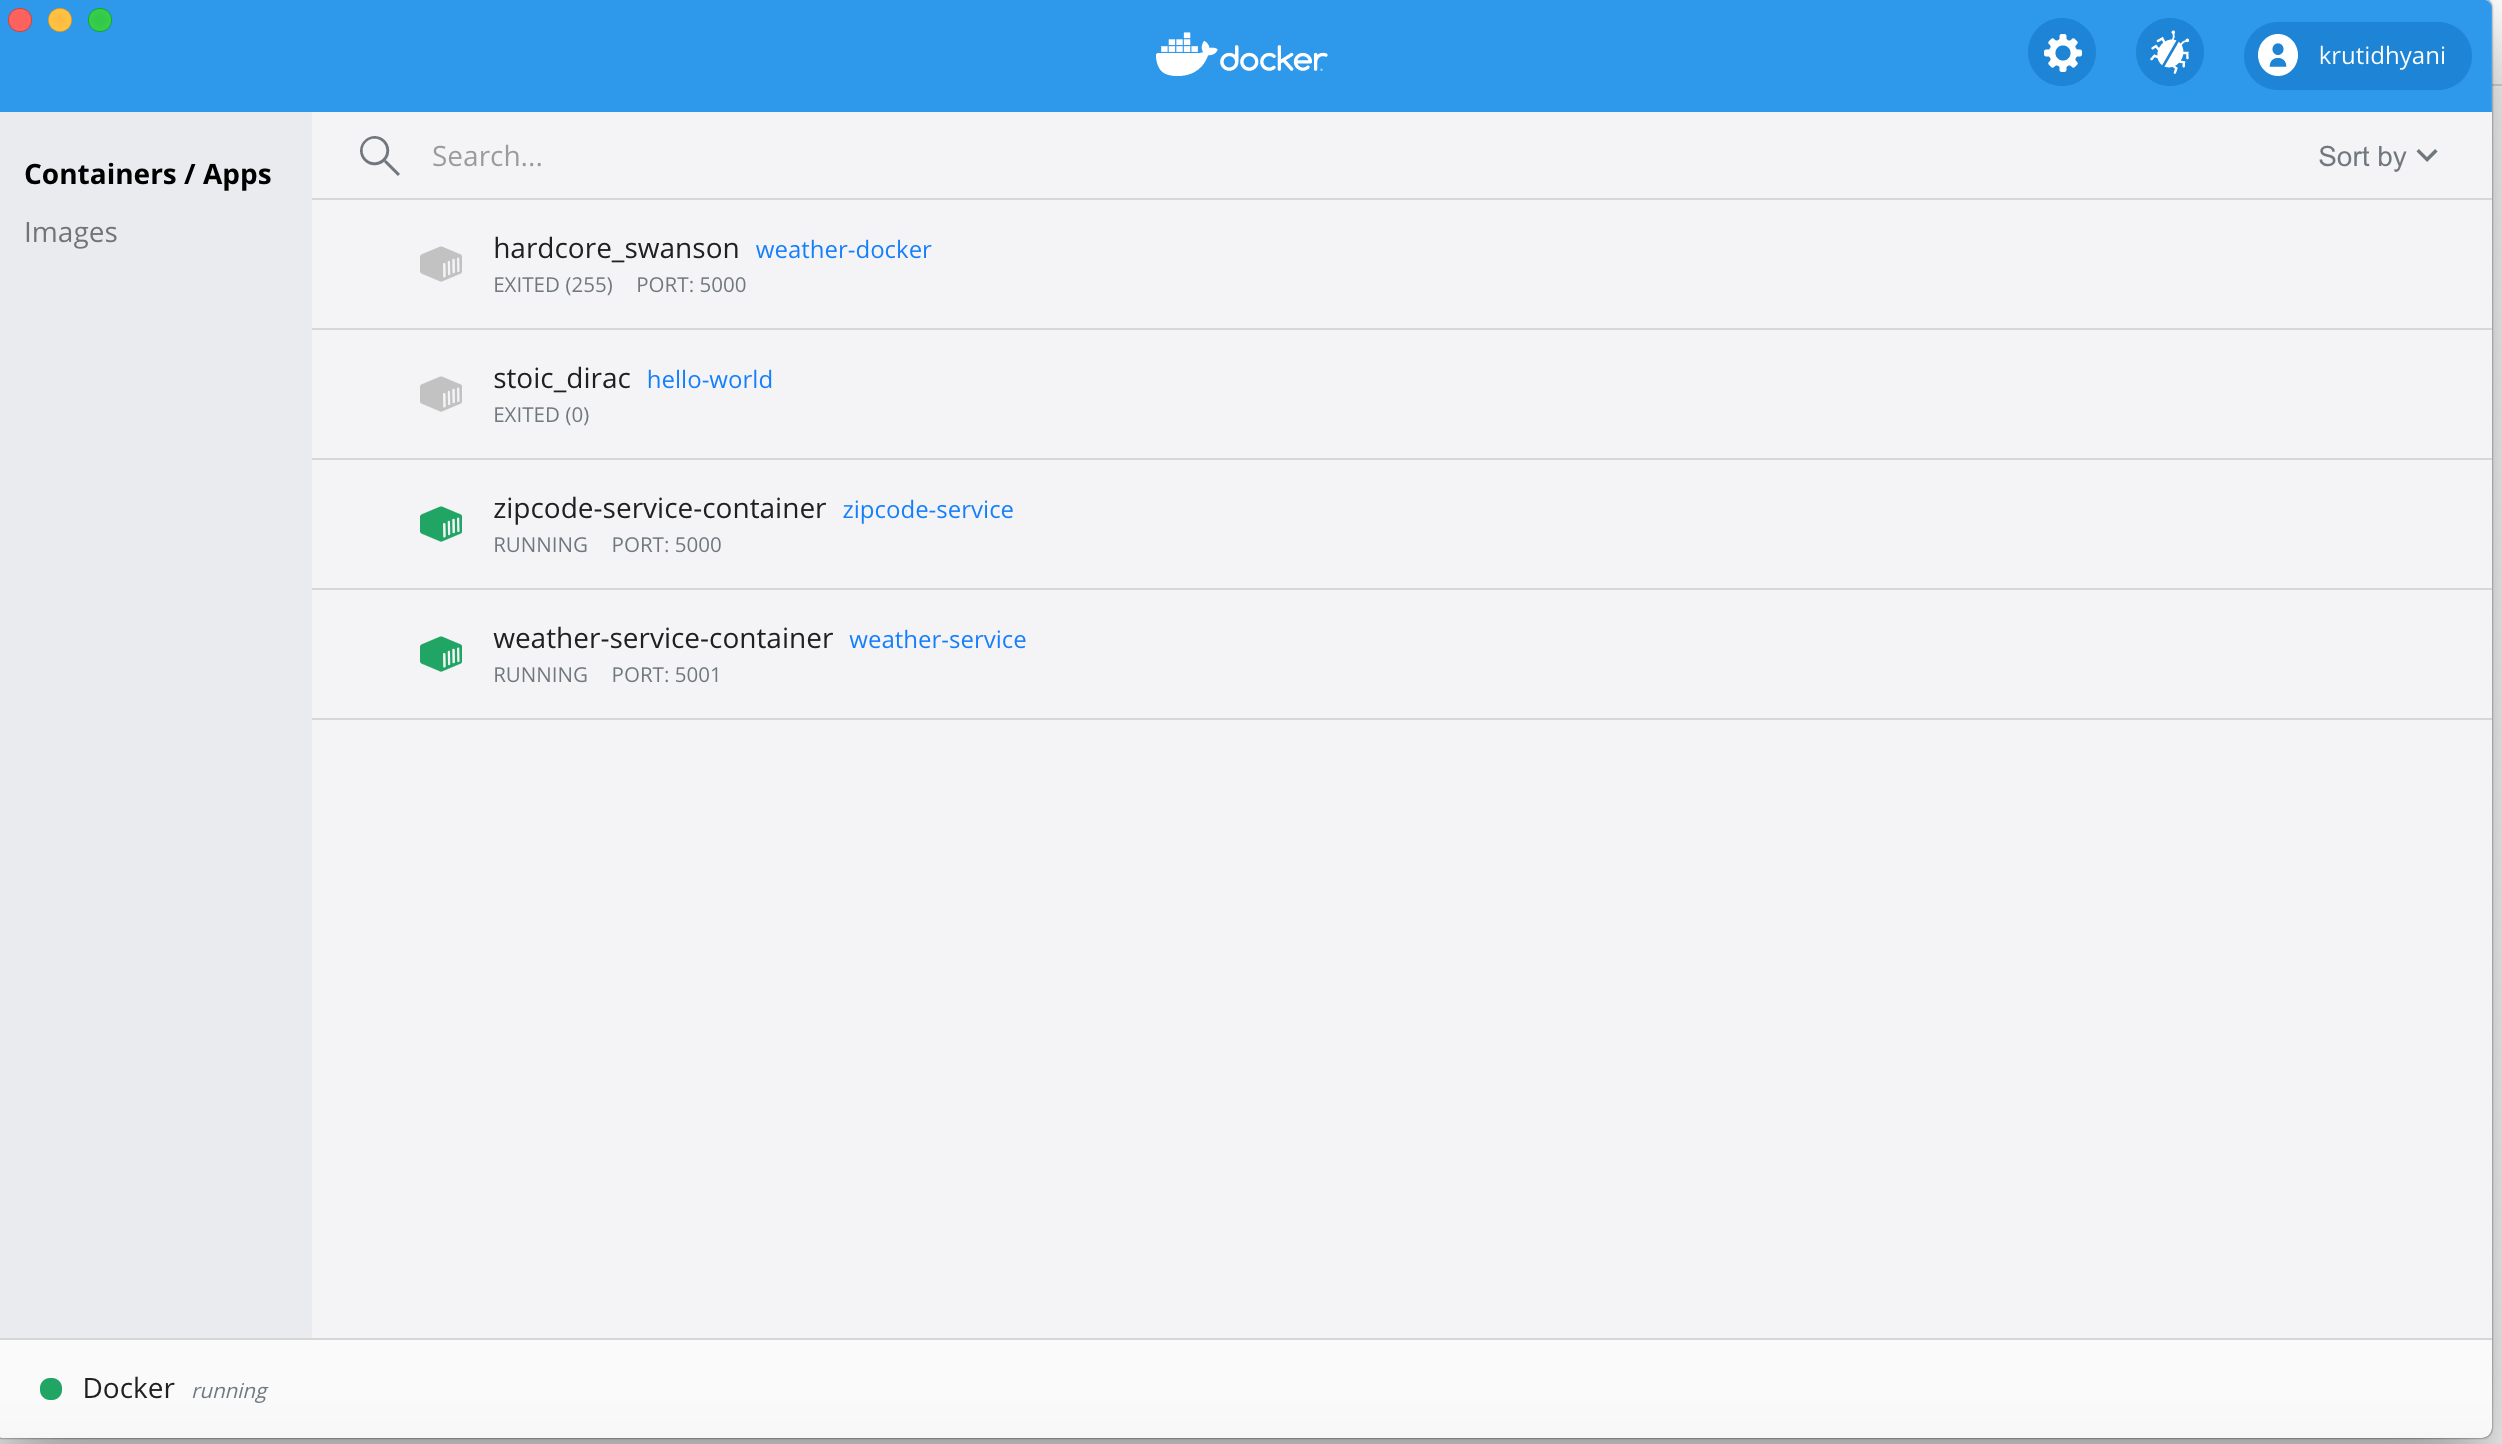 docker
krutidhyani
Containers / Apps
Images
Search...
Sort by
hardcore_swanson weather-docker
EXITED (255) PORT: 5000
stoic_dirac hello-world
EXITED (0)
zipcode-service-container zipcode-service
RUNNING PORT: 5000
weather-service-container weather-service
RUNNING PORT: 5001
Docker running